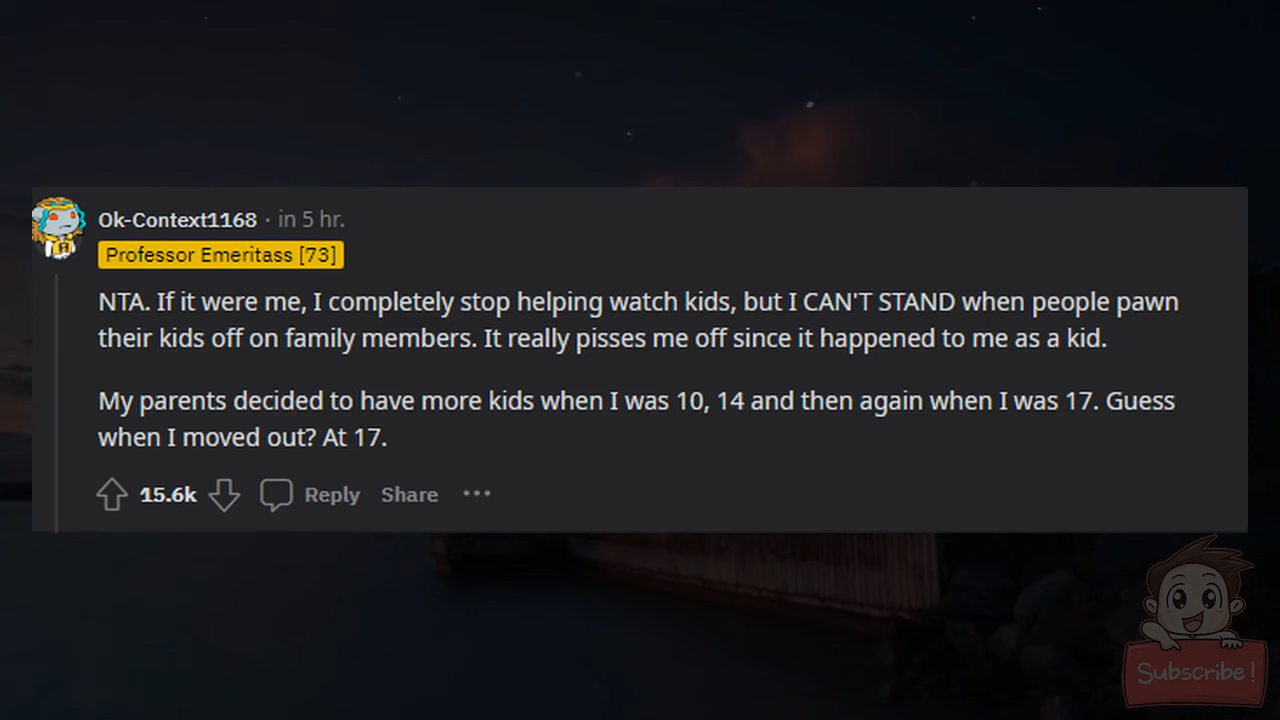 Ok-Context1168 · in 5 hr.
Professor Emeritass [73]
NTA. If it were me, I completely stop helping watch kids, but I CAN'T STAND when people pawn
their kids off on family members. It really pisses me off since it happened to me as a kid.
My parents decided to have more kids when I was 10, 14 and then again when I was 17. Guess
when I moved out? At 17.
15.6k Reply Share ···
Subscribe!